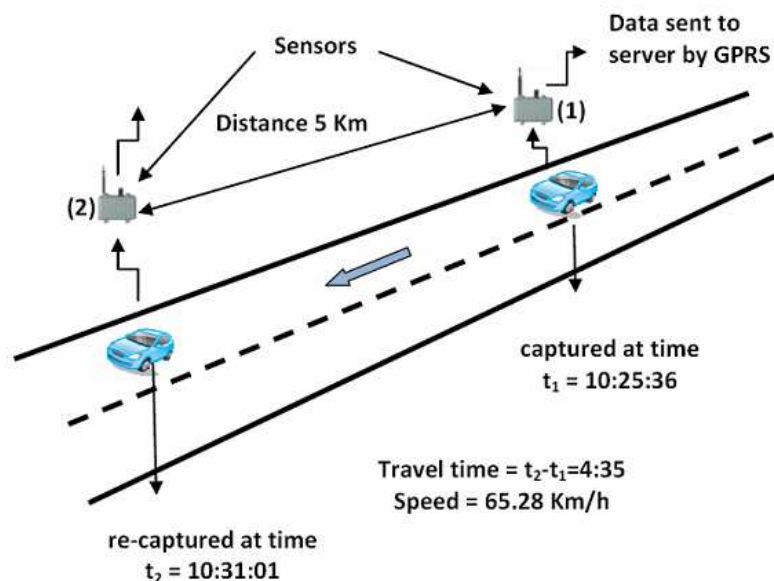 Sensors
Data sent to
server by GPRS
(1)
Distance 5 Km
(2)
captured at time
t₁ = 10:25:36
Travel time = t₂-t₁=4:35
Speed = 65.28 Km/h
re-captured at time
t₂ = 10:31:01